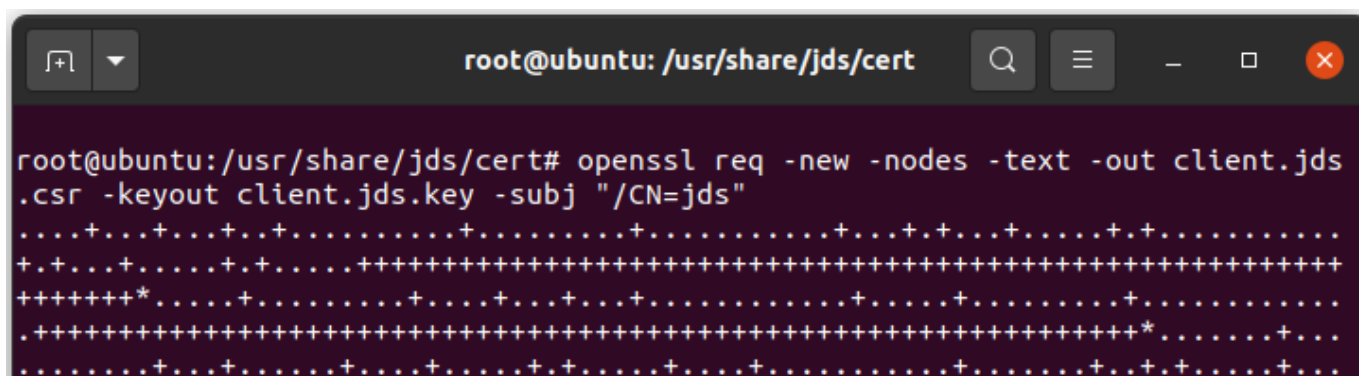 root@ubuntu: /usr/share/jds/cert
root@ubuntu:/usr/share/jds/cert# openssl req -new -nodes -text -out client.jds
.csr -keyout client.jds.key -subj "/CN=jds"
....+...+...+..+..........+.........+...........+...+.+...+.....+.+...........
+.+...+.....+.+.....++++++++++++++++++++++++++++++++++++++++++++++++++++++++++
+++++++*.....+.........+....+...+...+............+.....+.........+............
.+++++++++++++++++++++++++++++++++++++++++++++++++++++++++++++++++*.......+...
........+...+......+....+.....+.+.....+....+...........+.......+..+.+.....+...